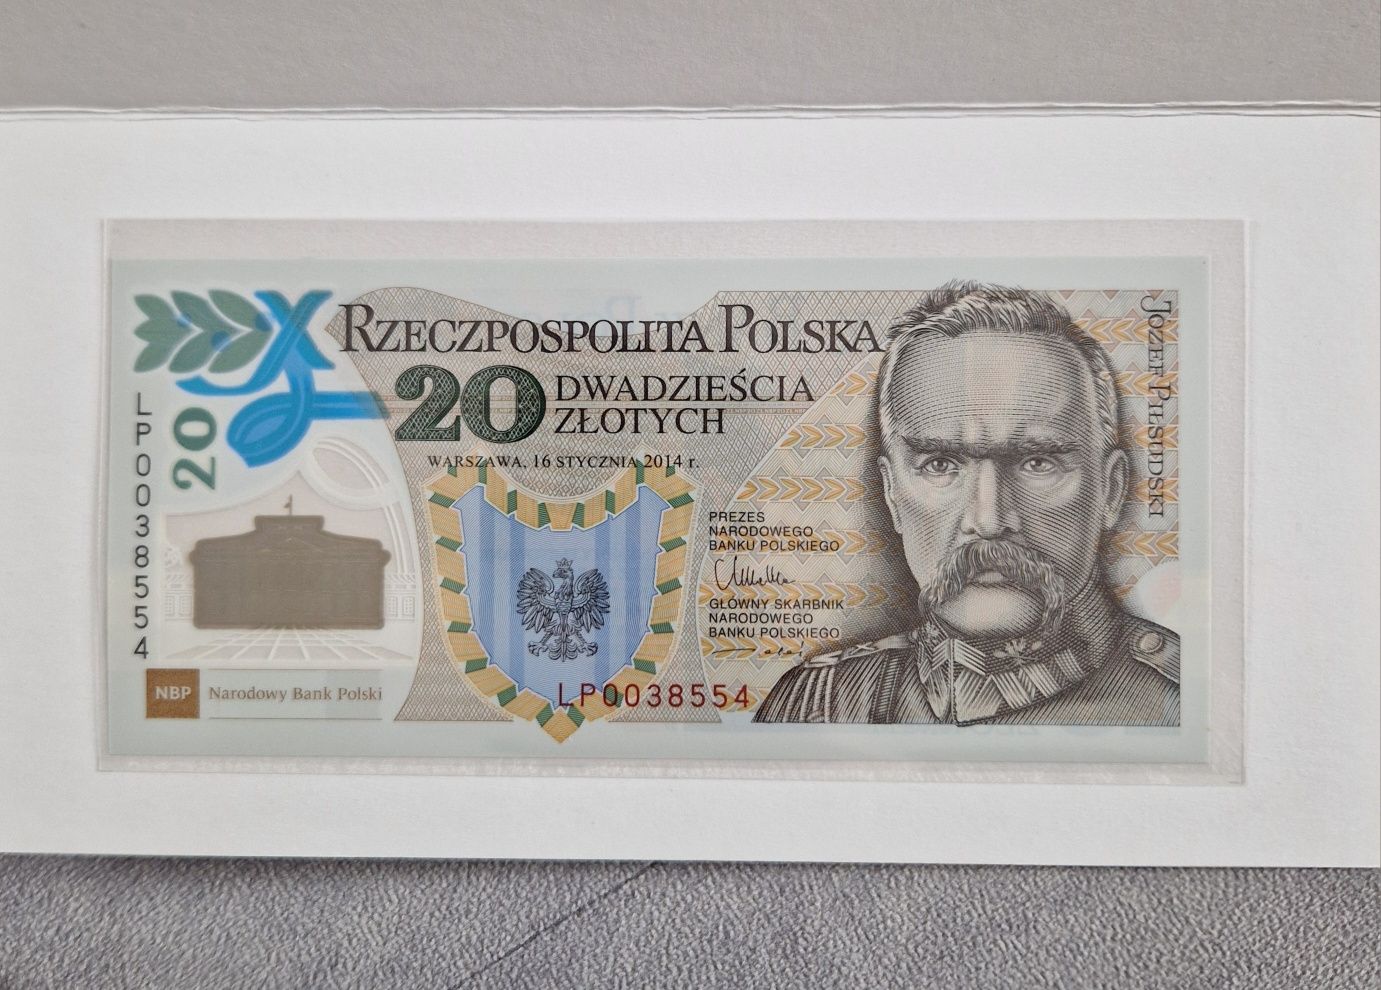 RZECZPOSPOLITA POLSKA
20 DWADZIEŚCIA
ZŁOTYCH
WARSZAWA, 16 STYCZNIA 2014 r.
JÓZEF PIŁSUDSKI
LP0038554
20
PREZES
NARODOWEGO
BANKU POLSKIEGO
GŁÓWNY SKARBNIK
NARODOWEGO
BANKU POLSKIEGO
LP0038554
NBP Narodowy Bank Polski